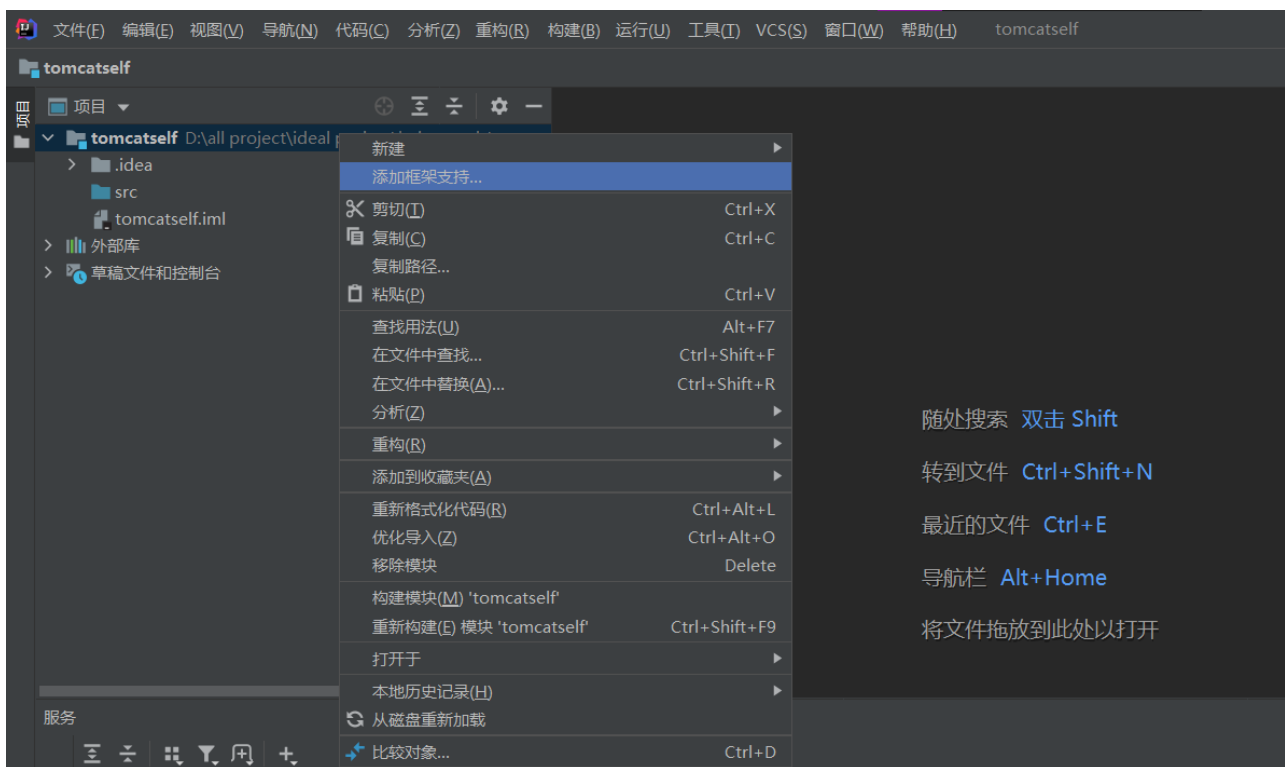 文件(F) 编辑(E) 视图(V) 导航(N) 代码(C) 分析(Z) 重构(R) 构建(B) 运行(U) 工具(T) VCS(S) 窗口(W) 帮助(H) tomcatself
tomcatself
项目
项目
tomcatself D:\all project\ideal
.idea
src
tomcatself.iml
外部库
草稿文件和控制台
新建
添加框架支持...
剪切(T) Ctrl+X
复制(C) Ctrl+C
复制路径...
粘贴(P) Ctrl+V
查找用法(U) Alt+F7
在文件中查找... Ctrl+Shift+F
在文件中替换(A)... Ctrl+Shift+R
分析(Z)
重构(R)
添加到收藏夹(A)
重新格式化代码(R) Ctrl+Alt+L
优化导入(Z) Ctrl+Alt+O
移除模块 Delete
构建模块(M) 'tomcatself'
重新构建(E) 模块 'tomcatself' Ctrl+Shift+F9
打开于
本地历史记录(H)
从磁盘重新加载
比较对象... Ctrl+D
随处搜索 双击 Shift
转到文件 Ctrl+Shift+N
最近的文件 Ctrl+E
导航栏 Alt+Home
将文件拖放到此处以打开
服务